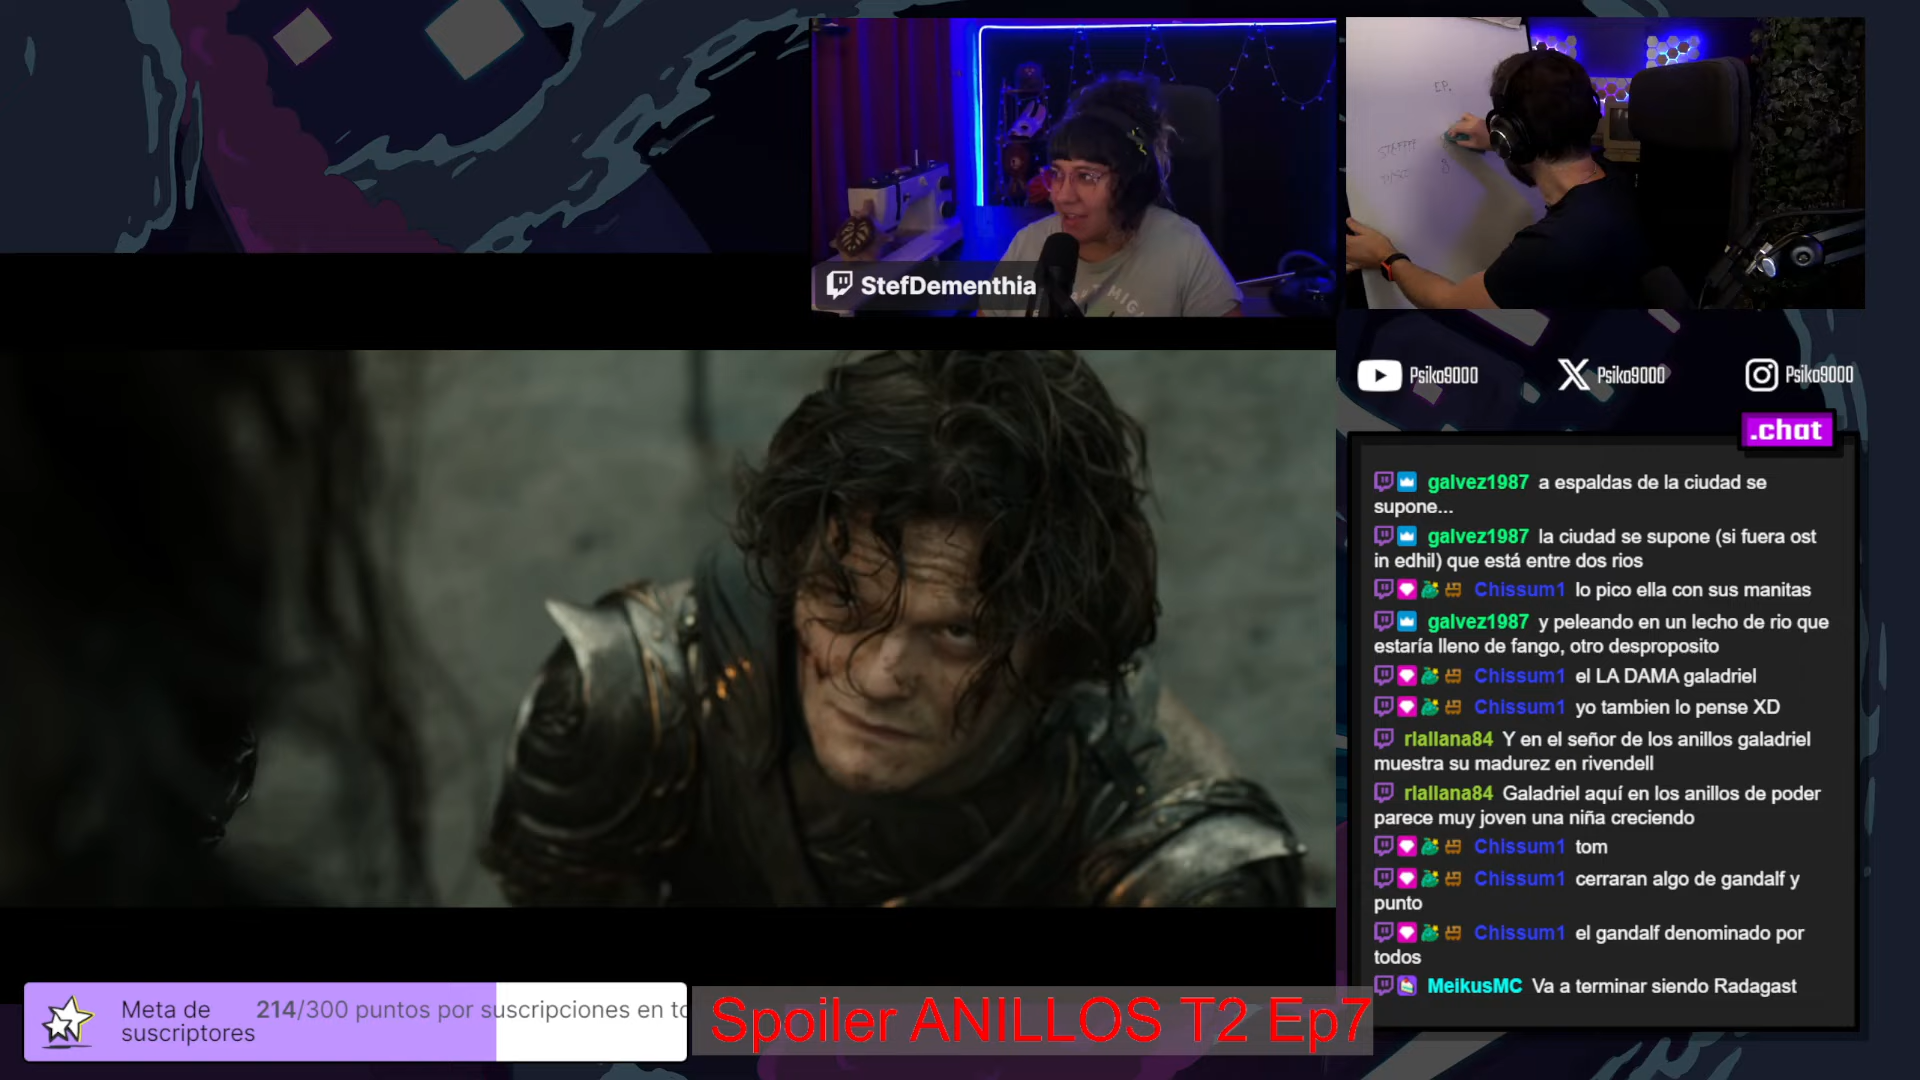 EP.
StefDementhia
Psiko9000
Psiko9000
Psiko9000
.chat
galvez1987 a espaldas de la ciudad se
supone...
galvez1987 la ciudad se supone (si fuera ost
in edhil) que está entre dos rios
Chissum1 lo pico ella con sus manitas
galvez1987 y peleando en un lecho de rio que
estaría lleno de fango, otro desproposito
Chissum1 el LA DAMA galadriel
Chissum1 yo tambien lo pense XD
rlallana84 Y en el señor de los anillos galadriel
muestra su madurez en rivendell
rlallana84 Galadriel aquí en los anillos de poder
parece muy joven una niña creciendo
Chissum1 tom
Chissum1 cerraran algo de gandalf y
punto
Chissum1 el gandalf denominado por
todos
MeikusMC Va a terminar siendo Radagast
Meta de
suscriptores
214/300 puntos por suscripciones en to
Spoiler ANILLOS T2 Ep7